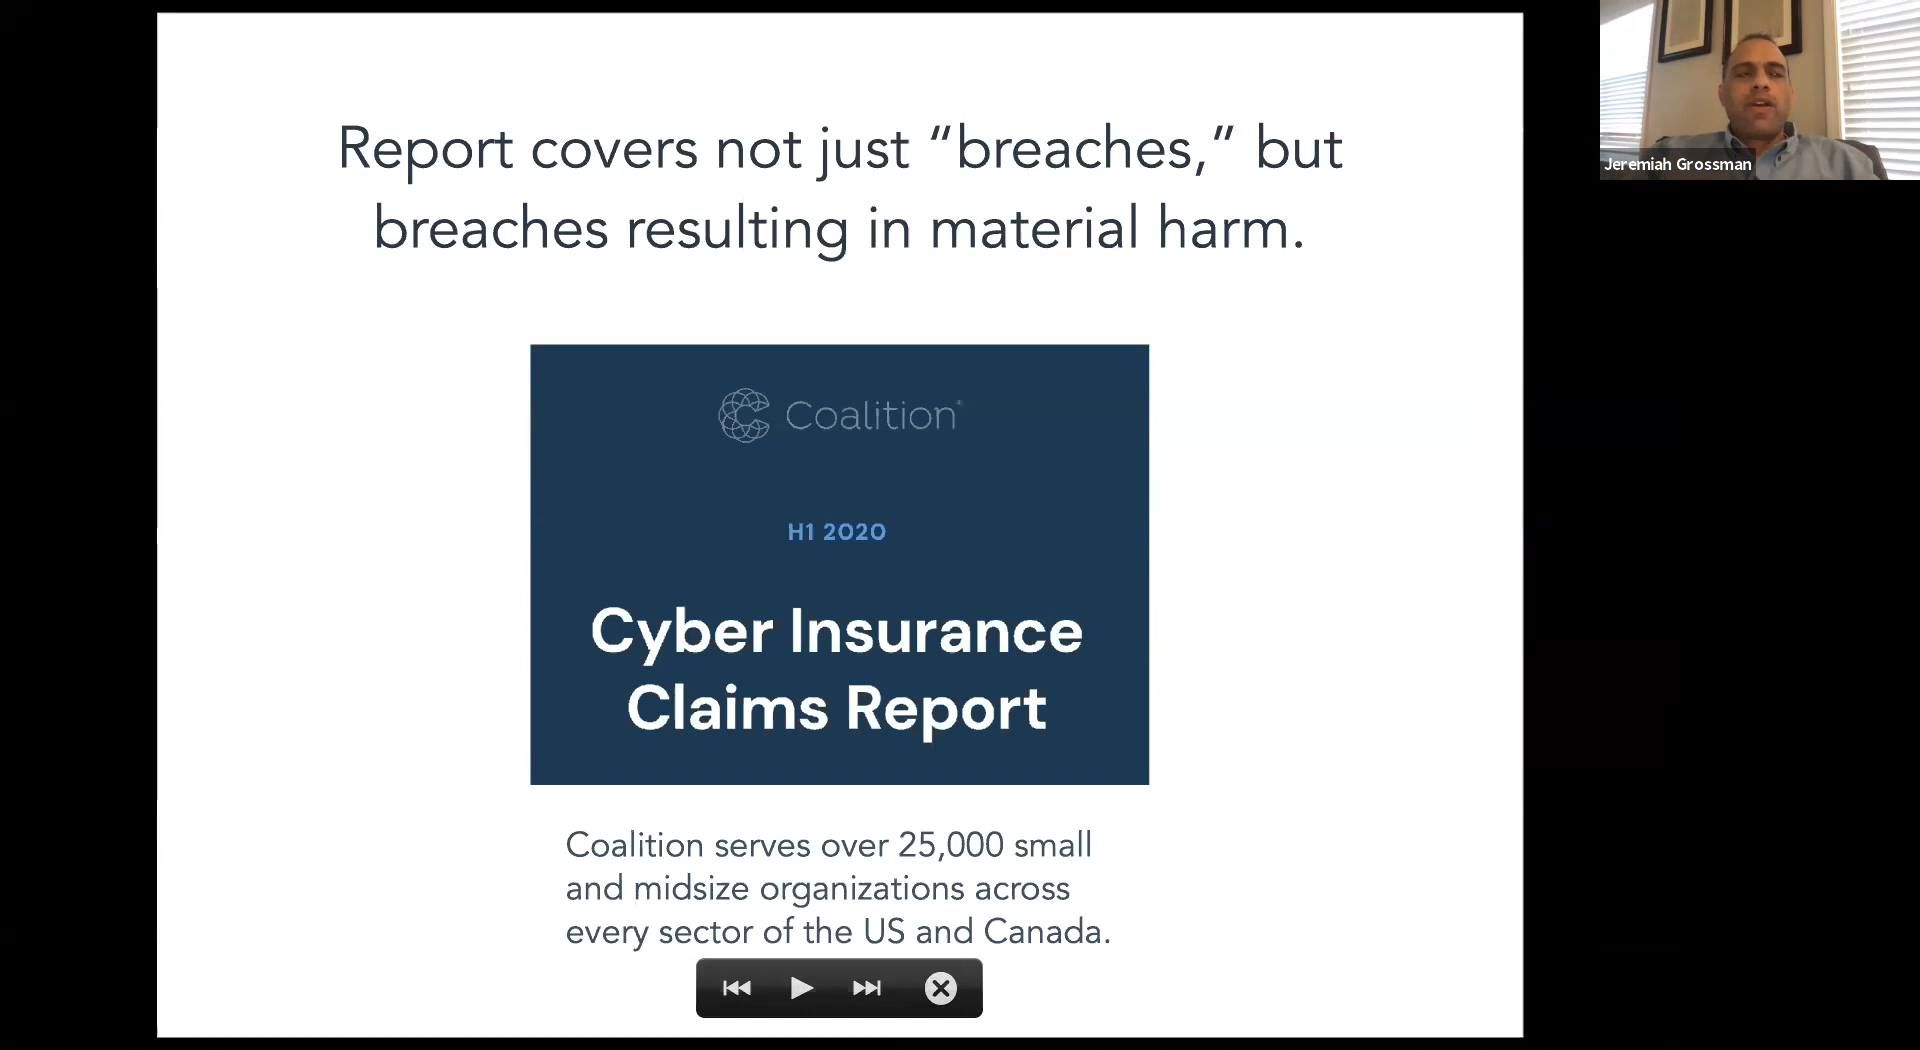 Report covers not just “breaches,” but
breaches resulting in material harm.
Coalition®
H1 2020
Cyber Insurance
Claims Report
Coalition serves over 25,000 small
and midsize organizations across
every sector of the US and Canada.
Jeremiah Grossman